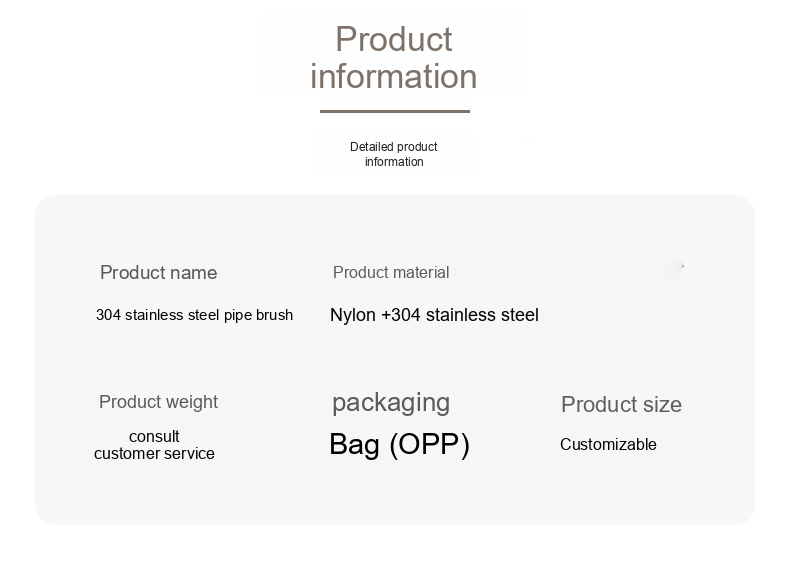 Product
information
Detailed product
information
Product name
Product material
304 stainless steel pipe brush
Nylon +304 stainless steel
Product weight
packaging
Product size
consult
customer service
Bag (OPP)
Customizable